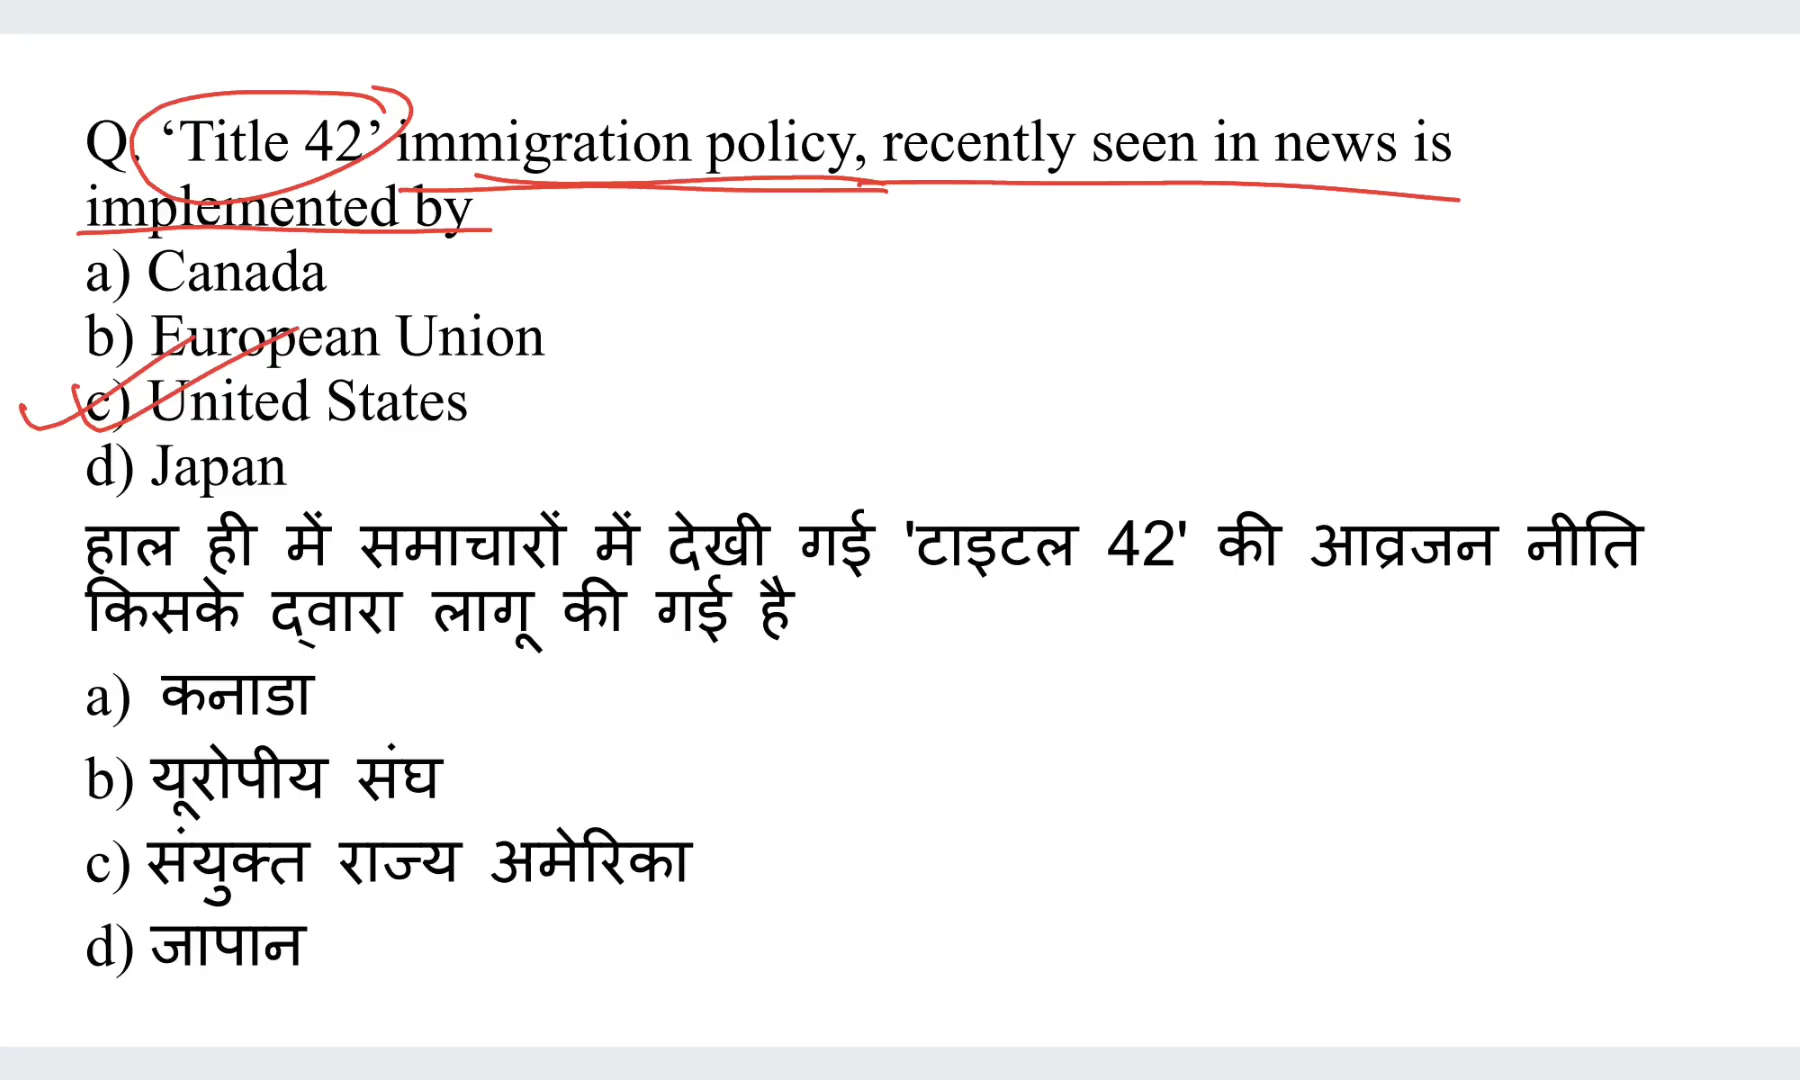 Q. ‘Title 42’ immigration policy, recently seen in news is
implemented by
a) Canada
b) European Union
c) United States
d) Japan
हाल ही में समाचारों में देखी गई 'टाइटल 42' की आव्रजन नीति
किसके द्वारा लागू की गई है
a) कनाडा
b) यूरोपीय संघ
c) संयुक्त राज्य अमेरिका
d) जापान